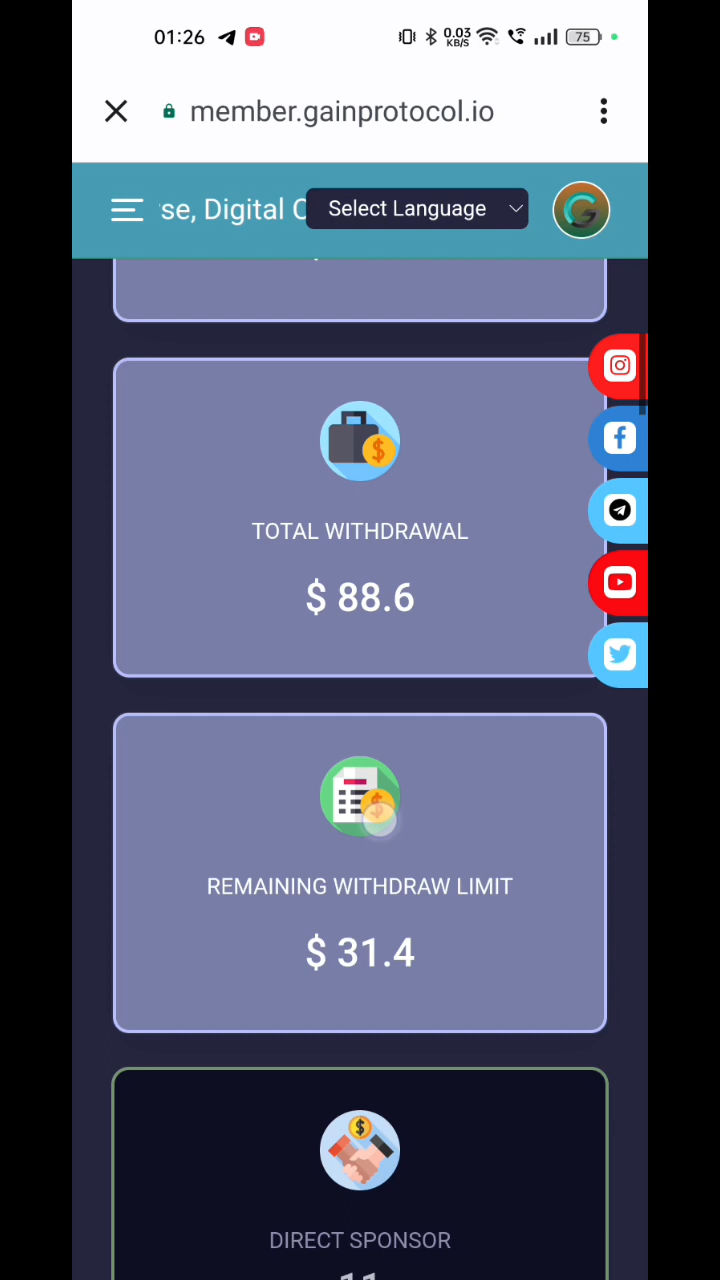 01:26
0.03
KB/S
75
member.gainprotocol.io
se, Digital
Select Language
TOTAL WITHDRAWAL
$ 88.6
REMAINING WITHDRAW LIMIT
$ 31.4
DIRECT SPONSOR